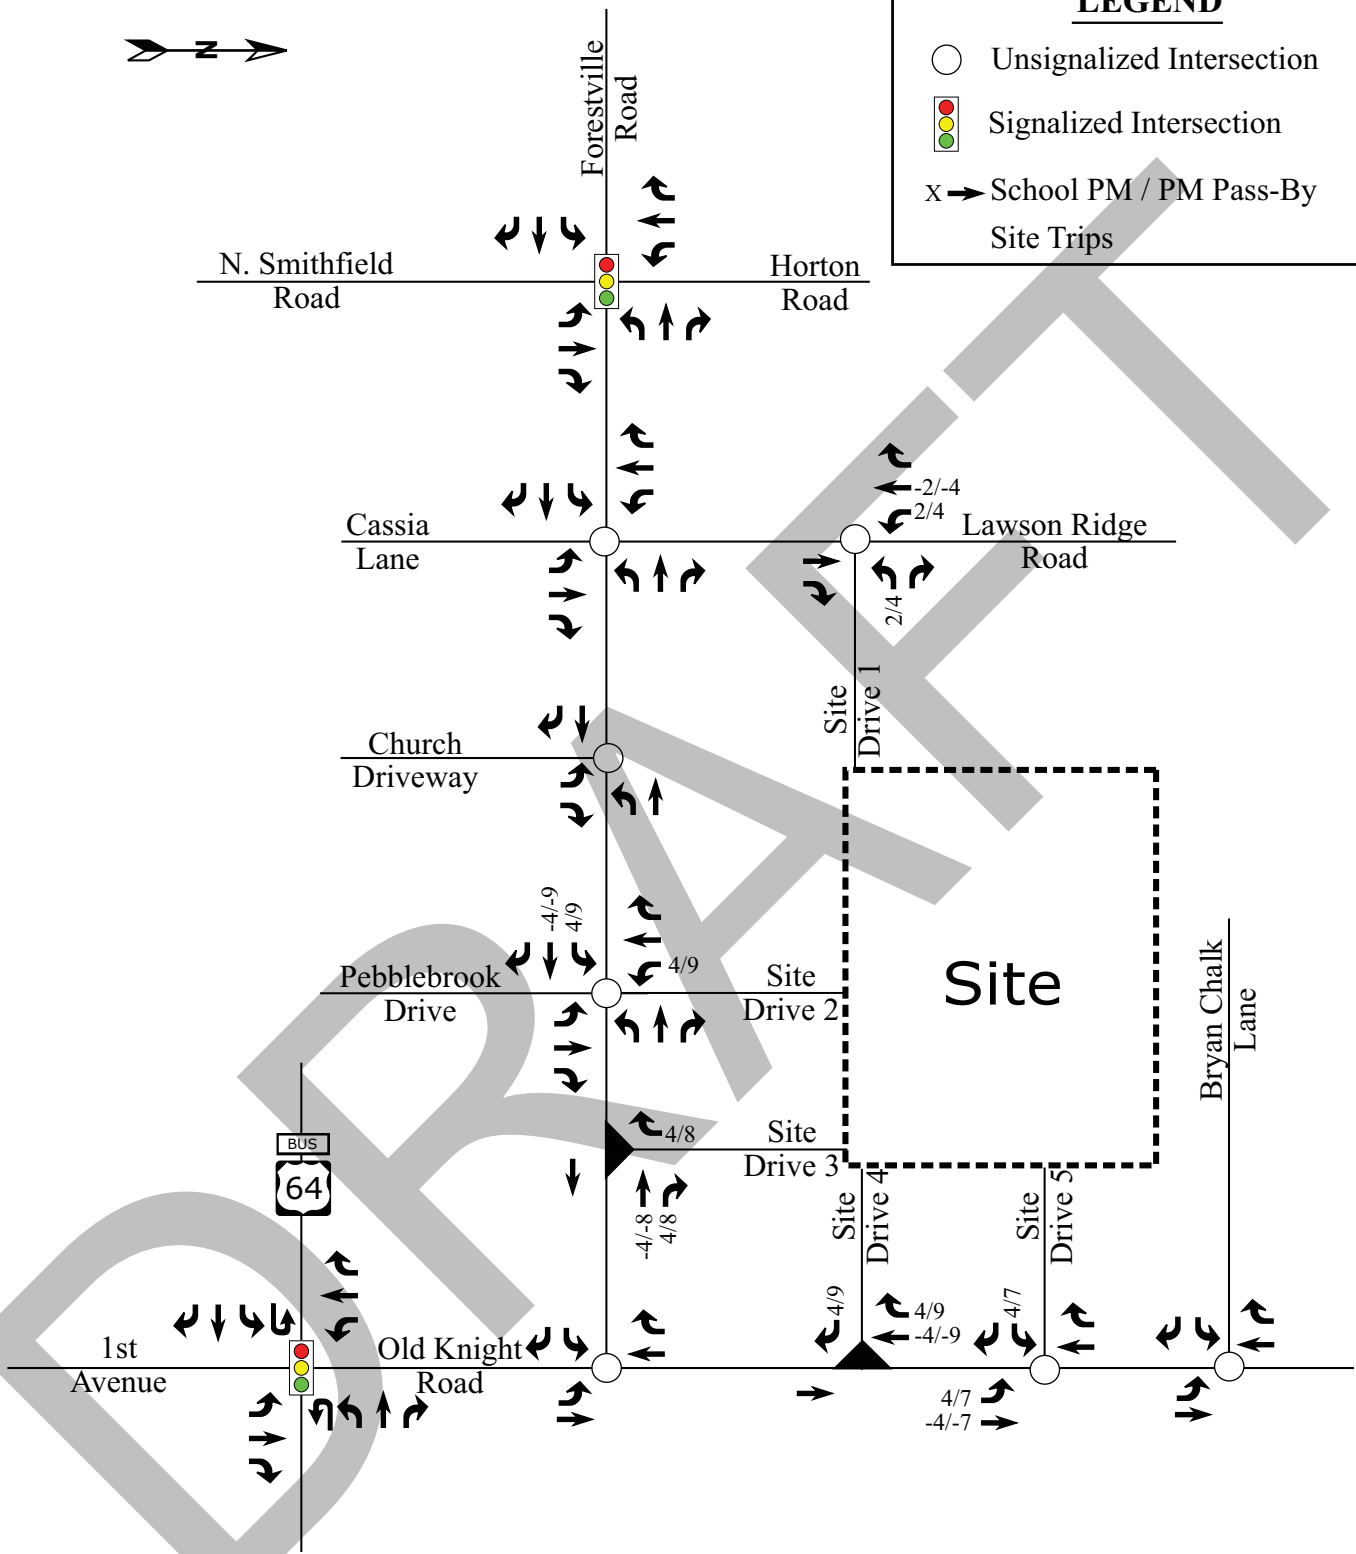 LEGEND
Unsignalized Intersection
Signalized Intersection
X School PM / PM Pass-By
Site Trips
N
Forestville
Road
N. Smithfield
Road
Horton
Road
Cassia
Lane
-2/-4
2/4
Lawson Ridge
Road
2/4
Site
Drive 1
Church
Driveway
-4/-9
4/9
4/9
Pebblebrook
Drive
Site
Drive 2
Site
Bryan Chalk
Lane
4/8
Site
Drive 3
-4/-8
4/8
BUS
64
Site
Drive 4
Site
Drive 5
4/9
4/9
-4/-9
4/7
4/7
-4/-7
1st
Avenue
Old Knight
Road
DRAFT